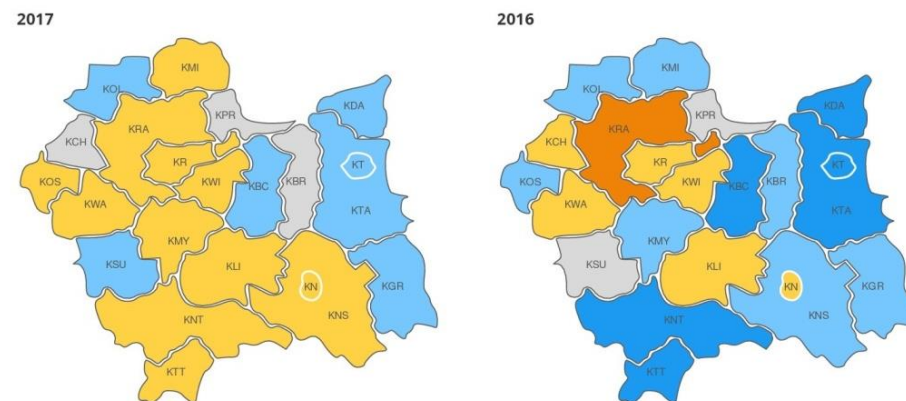 2017
2016
KMI
KOL
KRA
KPR
KDA
KCH
KR
KT
KOS
KWI
KBC
KBR
KWA
KTA
KMY
KSU
KLI
KGR
KN
KNT
KNS
KTT
KMI
KOL
KDA
KPR
KRA
KCH
KR
KT
KOS
KWI
KBC
KBR
KWA
KTA
KMY
KSU
KLI
KGR
KN
KNT
KNS
KTT